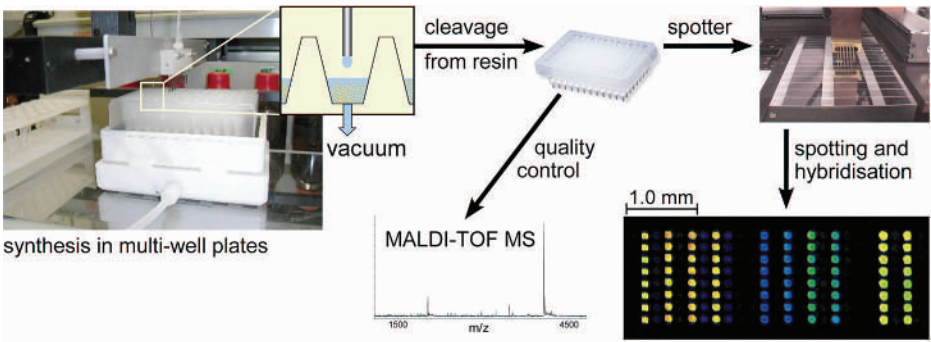 cleavage
from resin
spotter
vacuum
quality
control
spotting and
hybridisation
1.0 mm
synthesis in multi-well plates
MALDI-TOF MS
1500
4500
m/z